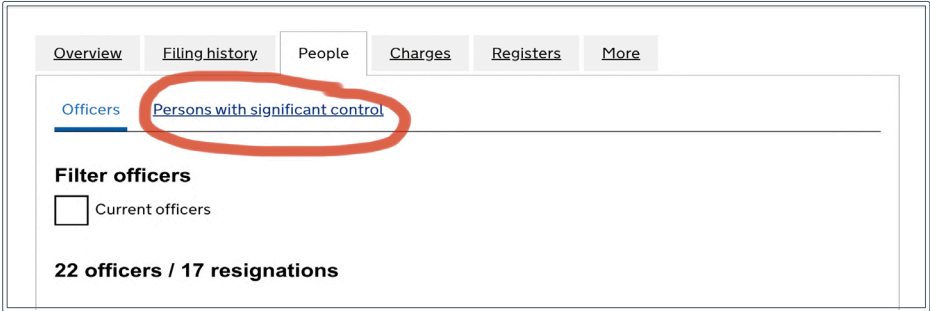 Overview Filing history People Charges Registers More
Officers Persons with significant control
Filter officers
Current officers
22 officers / 17 resignations